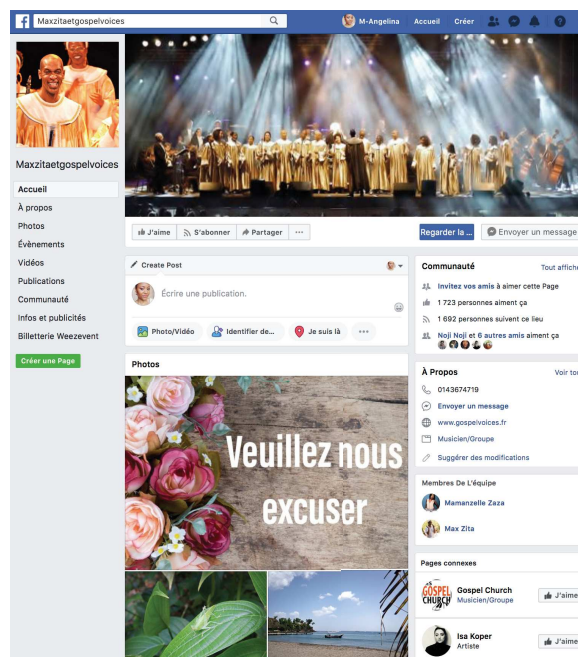 Maxzitaetgospelvoices
M-Angelina
Accueil
Créer
Maxzitaetgospelvoices
Accueil
À propos
Photos
Évènements
Vidéos
Publications
Communauté
Infos et publicités
Billetterie Weezevent
Créer une Page
J'aime
S'abonner
Partager
Regarder la ...
Envoyer un message
Create Post
Écrire une publication.
Photo/Vidéo
Identifier de...
Je suis là
Photos
Veuillez nous
excuser
Communauté
Tout affiche
Invitez vos amis à aimer cette Page
1 723 personnes aiment ça
1 692 personnes suivent ce lieu
Noji Noji et 6 autres amis aiment ça
À Propos
Voir tou
0143674719
Envoyer un message
www.gospelvoices.fr
Musicien/Groupe
Suggérer des modifications
Membres De L'équipe
Mamanzelle Zaza
Max Zita
Pages connexes
GOSPEL
CHURCH
Gospel Church
Musicien/Groupe
J'aime
Isa Koper
Artiste
J'aime